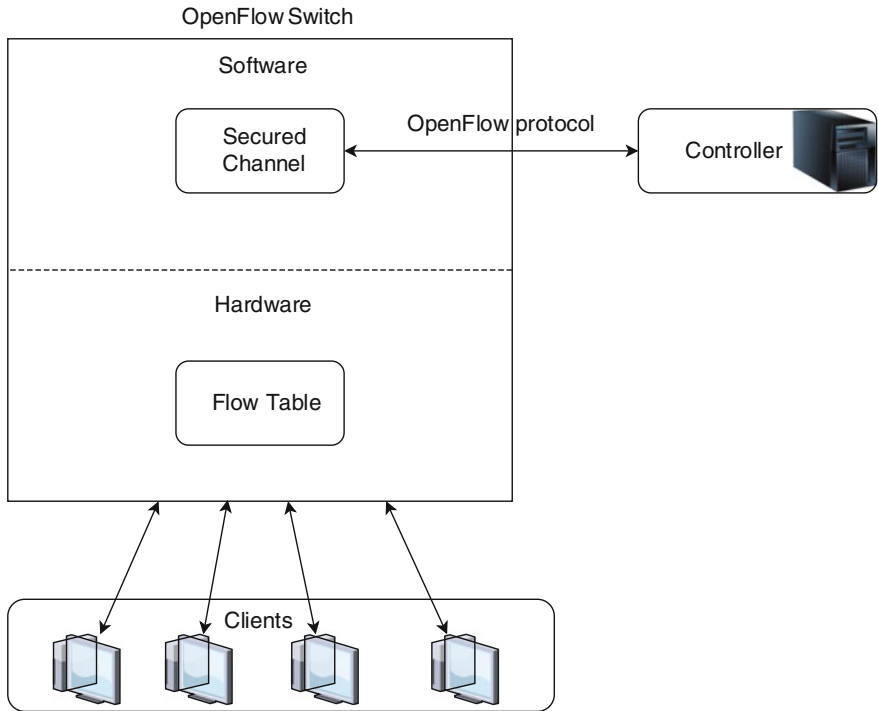 OpenFlow Switch
Software
Secured
Channel
OpenFlow protocol
Controller
Hardware
Flow Table
Clients